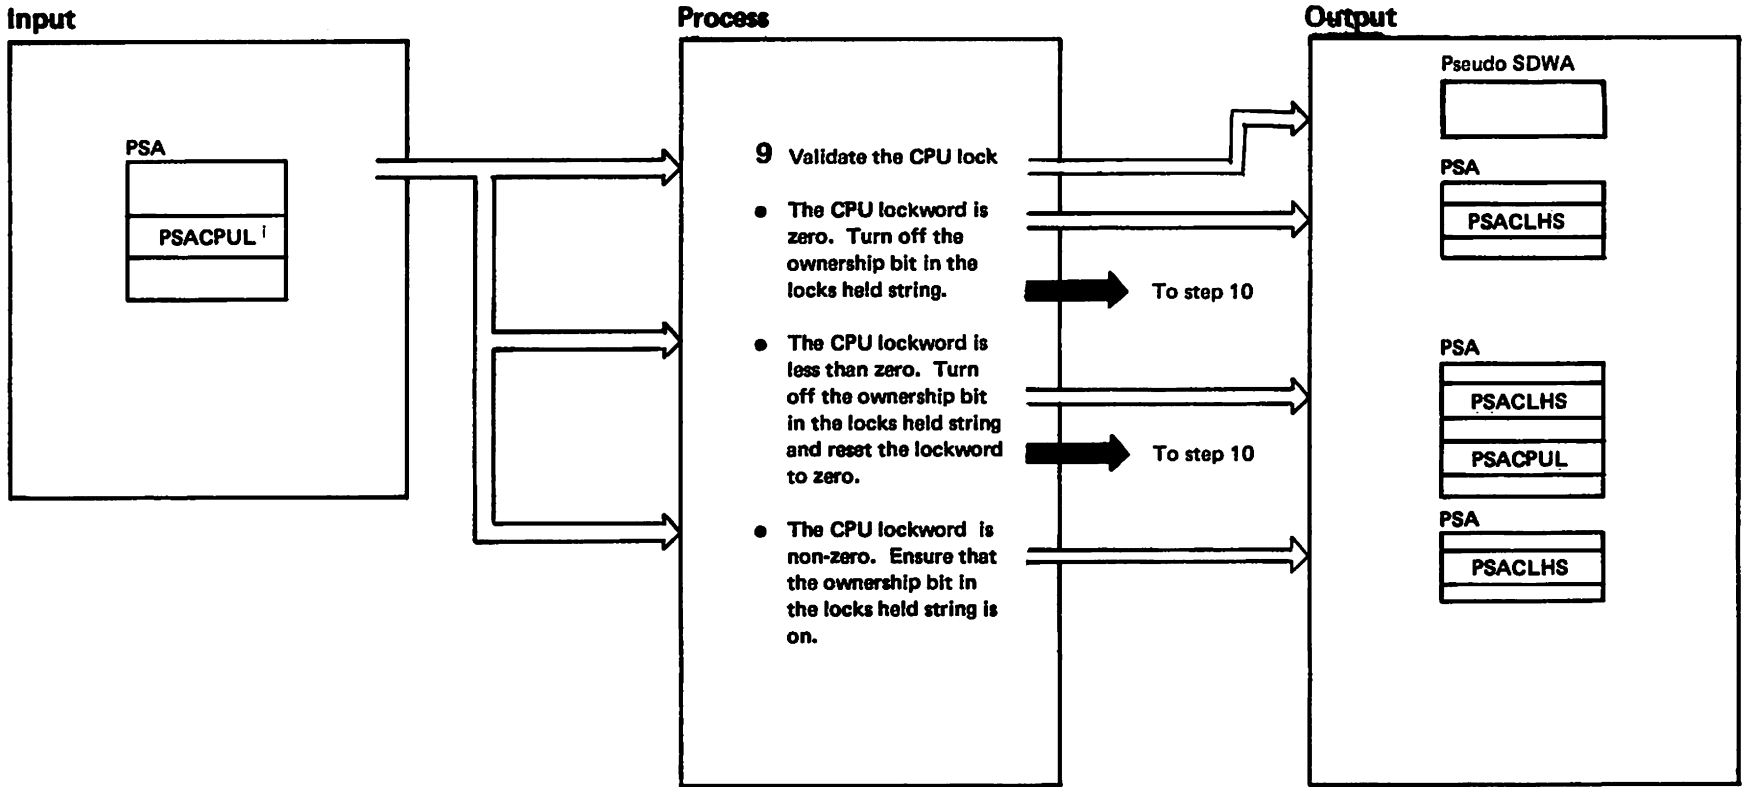 Input
Process
Output
PSA
PSACPUL
9 Validate the CPU lock
• The CPU lockword is
zero. Turn off the
ownership bit in the
locks held string.
To step 10
• The CPU lockword is
less than zero. Turn
off the ownership bit
in the locks held string
and reset the lockword
to zero.
To step 10
• The CPU lockword is
non-zero. Ensure that
the ownership bit in
the locks held string is
on.
Pseudo SDWA
PSA
PSACLHS
PSA
PSACLHS
PSACPUL
PSA
PSACLHS